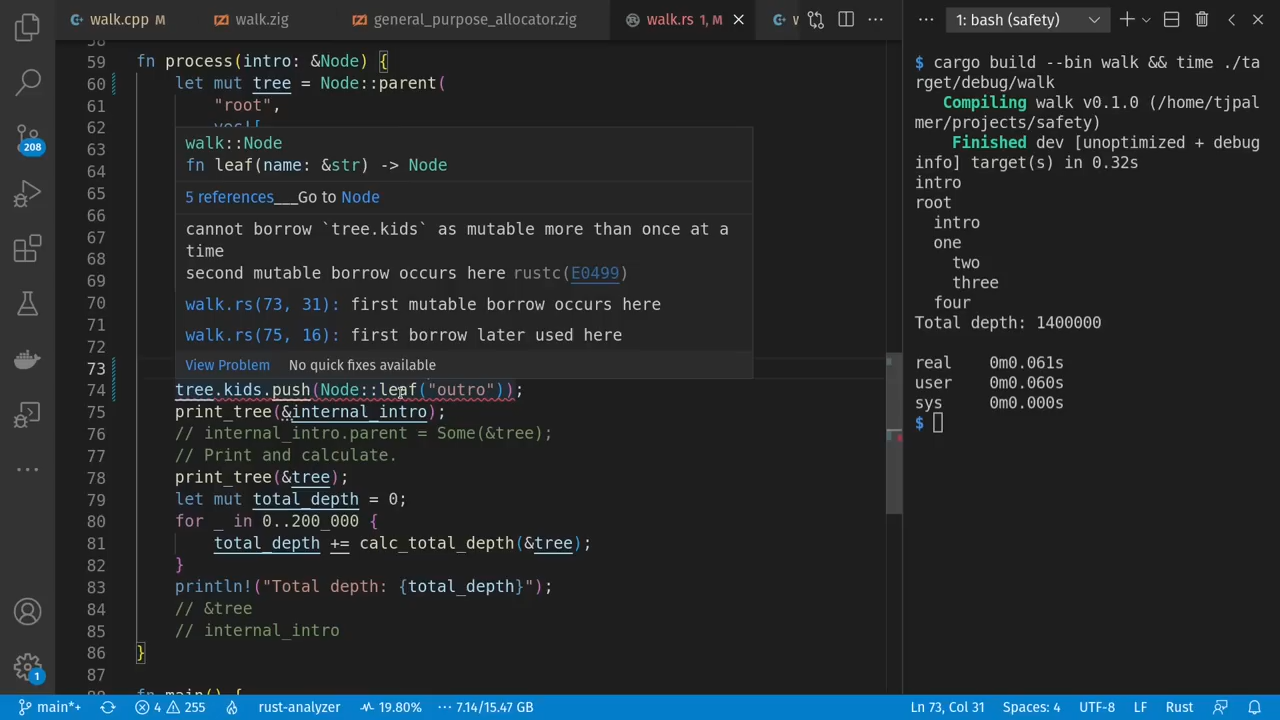 walk.cpp M
walk.zig
general_purpose_allocator.zig
walk.rs 1, M
1: bash (safety)
59 fn process(intro: &Node) {
60 let mut tree = Node::parent(
61 "root",
62 vec![
63
64
65
66
67
68
69
70
71
72
73
walk::Node
fn leaf(name: &str) -> Node
5 references___Go to Node
cannot borrow `tree.kids` as mutable more than once at a
time
second mutable borrow occurs here rustc(E0499)
walk.rs(73, 31): first mutable borrow occurs here
walk.rs(75, 16): first borrow later used here
View Problem No quick fixes available
74 tree.kids.push(Node::leaf("outro"));
75 print_tree(&internal_intro);
76 // internal_intro.parent = Some(&tree);
77 // Print and calculate.
78 print_tree(&tree);
79 let mut total_depth = 0;
80 for _ in 0..200_000 {
81 total_depth += calc_total_depth(&tree);
82 }
83 println!("Total depth: {total_depth}");
84 // &tree
85 // internal_intro
86 }
87
fn main() {
$ cargo build --bin walk && time ./ta
rget/debug/walk
Compiling walk v0.1.0 (/home/tjpal
mer/projects/safety)
Finished dev [unoptimized + debug
info] target(s) in 0.32s
intro
root
intro
one
two
three
four
Total depth: 1400000
real 0m0.061s
user 0m0.060s
sys 0m0.000s
$
208
1
main*+
4 255
rust-analyzer
19.80%
7.14/15.47 GB
Ln 73, Col 31
Spaces: 4
UTF-8
LF
Rust